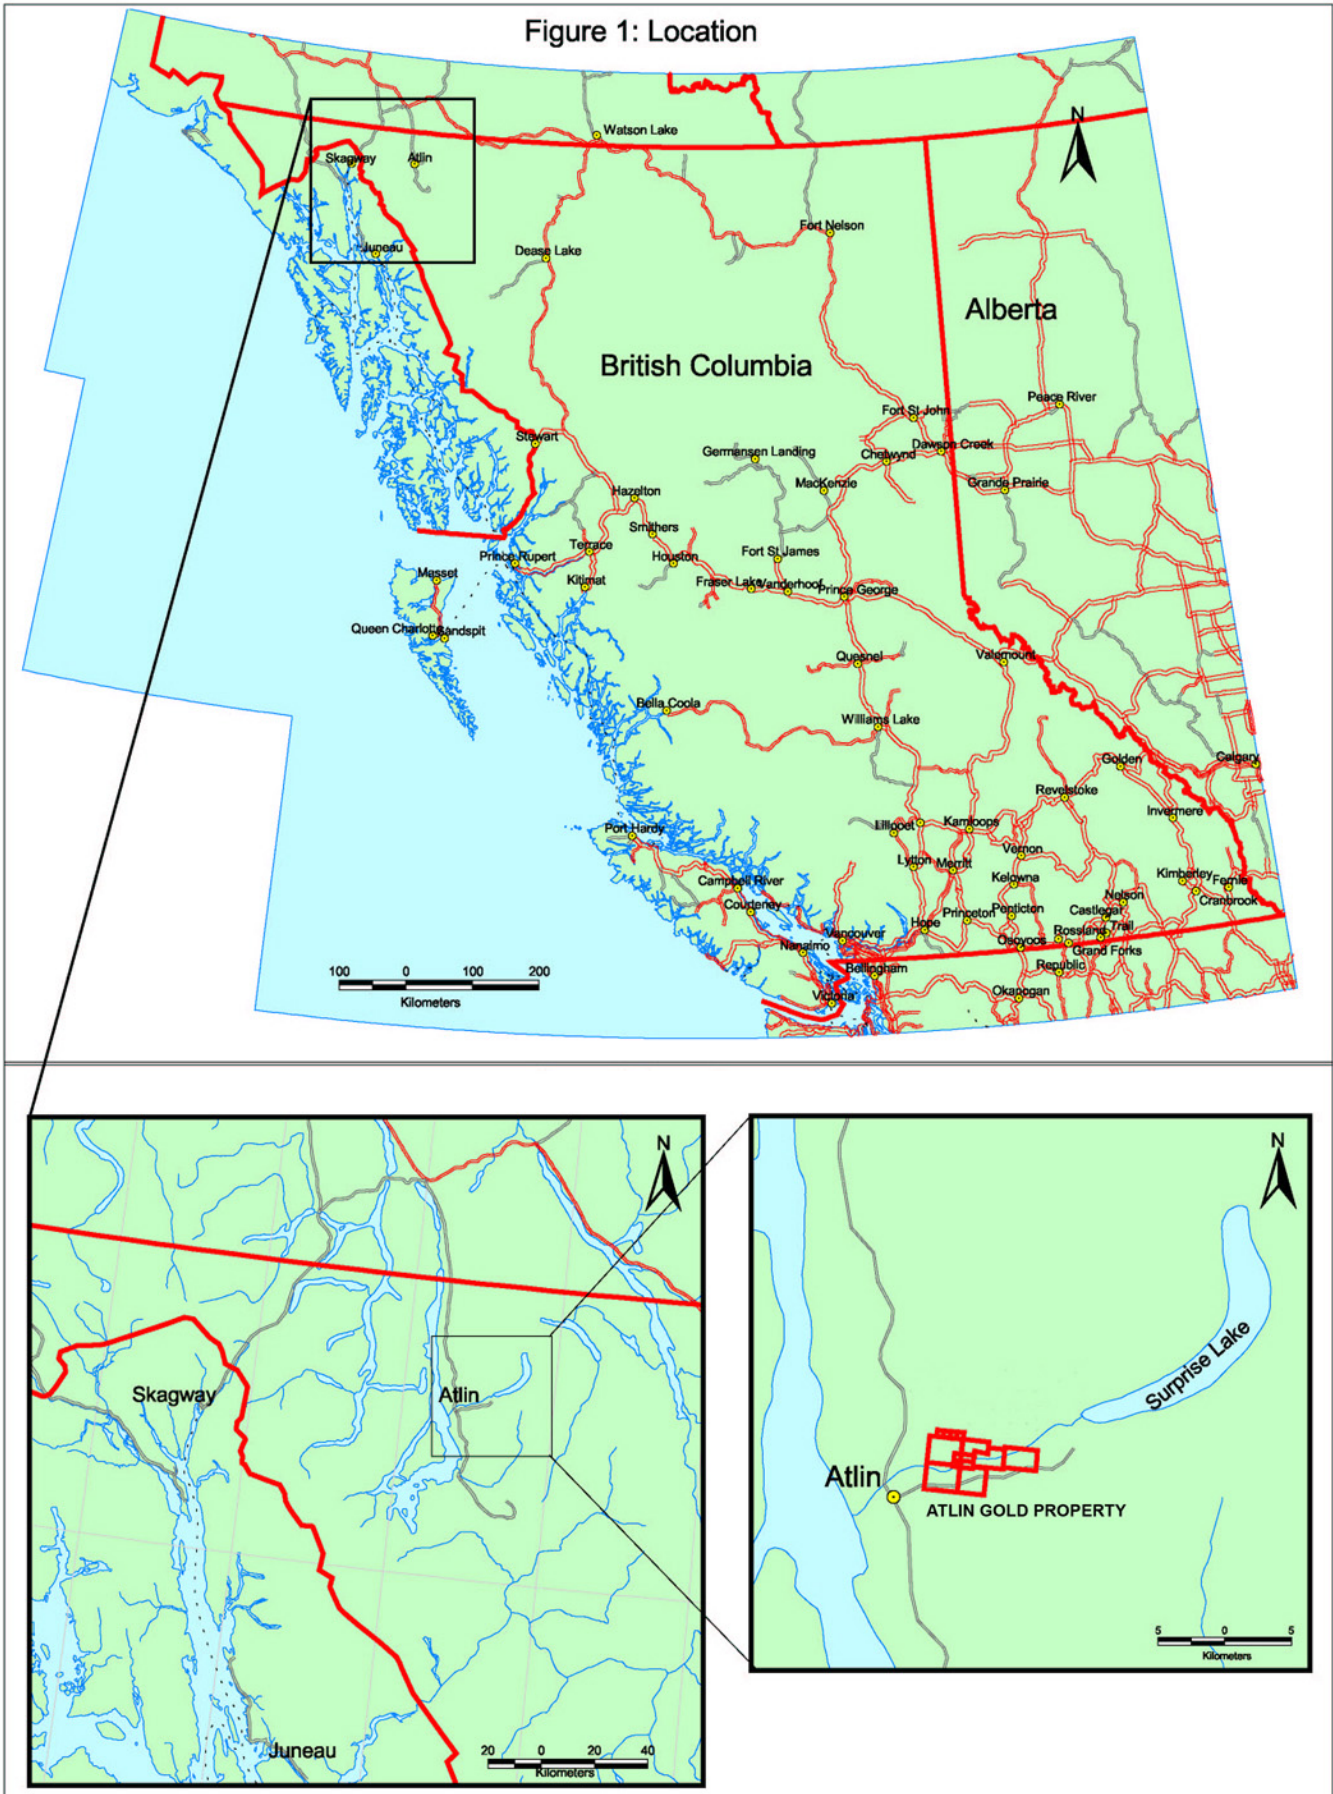 Figure 1: Location
N
Watson Lake
Skagway
Atlin
Fort Nelson
Juneau
Dease Lake
Alberta
British Columbia
Peace River
Fort St John
Stewart
Dawson Creek
Germansen Landing
Chetwynd
MacKenzie
Grande Prairie
Hazelton
Smithers
Terrace
Houston
Fort St James
Prince Rupert
Masset
Kitimat
Fraser Lake
Vanderhoof
Prince George
Queen Charlotte
Sandspit
Quesnel
Valemount
Bella Coola
Williams Lake
Golden
Calgary
Revelstoke
Invermere
Port Hardy
Lillooet
Kamloops
Vernon
Lytton
Merritt
Kelowna
Kimberley
Fernie
Campbell River
Cranbrook
Nelson
Courteney
Castlegar
Princeton
Penticton
Hope
Trail
Vancouver
Rossland
Nanaimo
Osoyoos
Grand Forks
Bellingham
Republic
100 0 100 200
Kilometers
Victoria
Okanogan
N
Skagway
Atlin
Juneau
20 0 20 40
Kilometers
N
Surprise Lake
Atlin
ATLIN GOLD PROPERTY
5 0 5
Kilometers